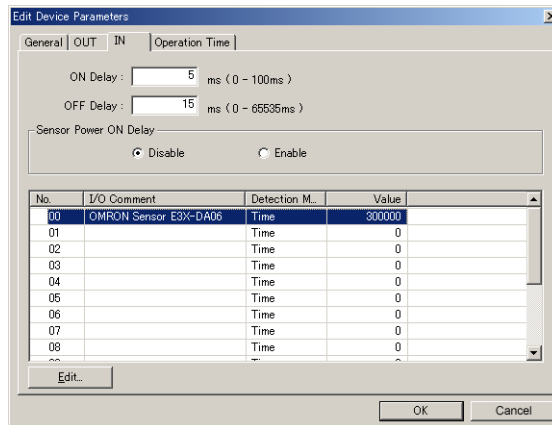 Edit Device Parameters
General OUT IN Operation Time
ON Delay : 5 ms ( 0 - 100ms )
OFF Delay : 15 ms ( 0 - 65535ms )
Sensor Power ON Delay
Disable Enable
No. I/O Comment Detection M... Value
00 OMRON Sensor E3X-DA06 Time 300000
01 Time 0
02 Time 0
03 Time 0
04 Time 0
05 Time 0
06 Time 0
07 Time 0
08 Time 0
Edit...
OK Cancel